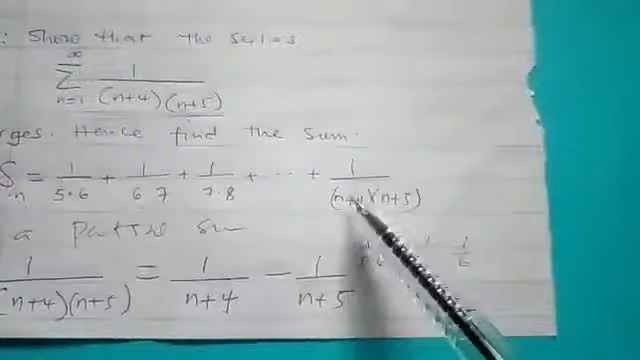 : Show that the series
∞
∑ 1/((n+4)(n+5))
n=1
rges. Hence find the sum.
S_n = 1/(5·6) + 1/(6·7) + 1/(7·8) + ... + 1/((n+4)(n+5))
a partial sum
1/((n+4)(n+5)) = 1/(n+4) − 1/(n+5)